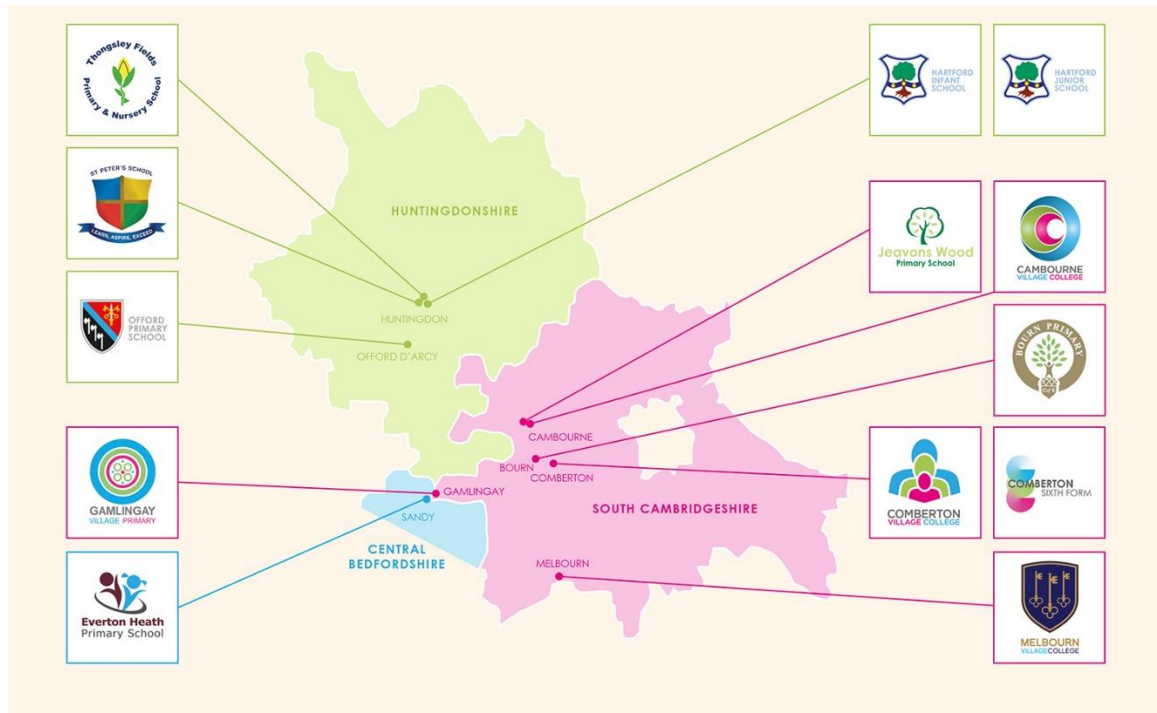 Thongsley Fields
Primary & Nursery School
ST PETER'S SCHOOL
LEARN, ASPIRE, EXCEED
OFFORD
PRIMARY
SCHOOL
GAMLINGAY
VILLAGE PRIMARY
Everton Heath
Primary School
HUNTINGDONSHIRE
HUNTINGDON
OFFORD D'ARCY
CAMBOURNE
BOURN
COMBERTON
GAMLINGAY
SANDY
SOUTH CAMBRIDGESHIRE
CENTRAL
BEDFORDSHIRE
MELBOURN
HARTFORD
INFANT
SCHOOL
HARTFORD
JUNIOR
SCHOOL
Jeavons Wood
Primary School
CAMBOURNE
VILLAGE COLLEGE
BOURN PRIMARY
COMBERTON
VILLAGE COLLEGE
COMBERTON
SIXTH FORM
MELBOURN
VILLAGECOLLEGE